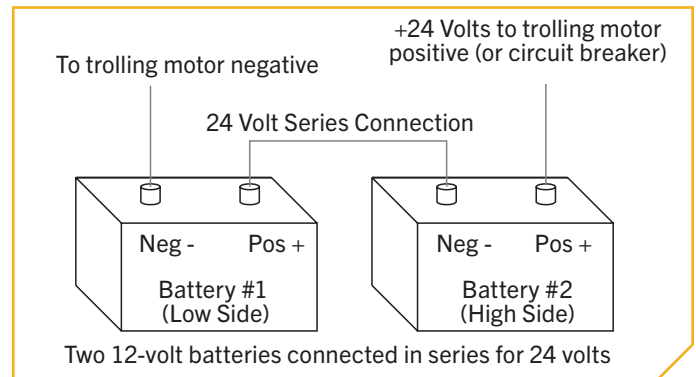 +24 Volts to trolling motor
positive (or circuit breaker)
To trolling motor negative
24 Volt Series Connection
Neg -
Pos +
Neg -
Pos +
Battery #1
(Low Side)
Battery #2
(High Side)
Two 12-volt batteries connected in series for 24 volts